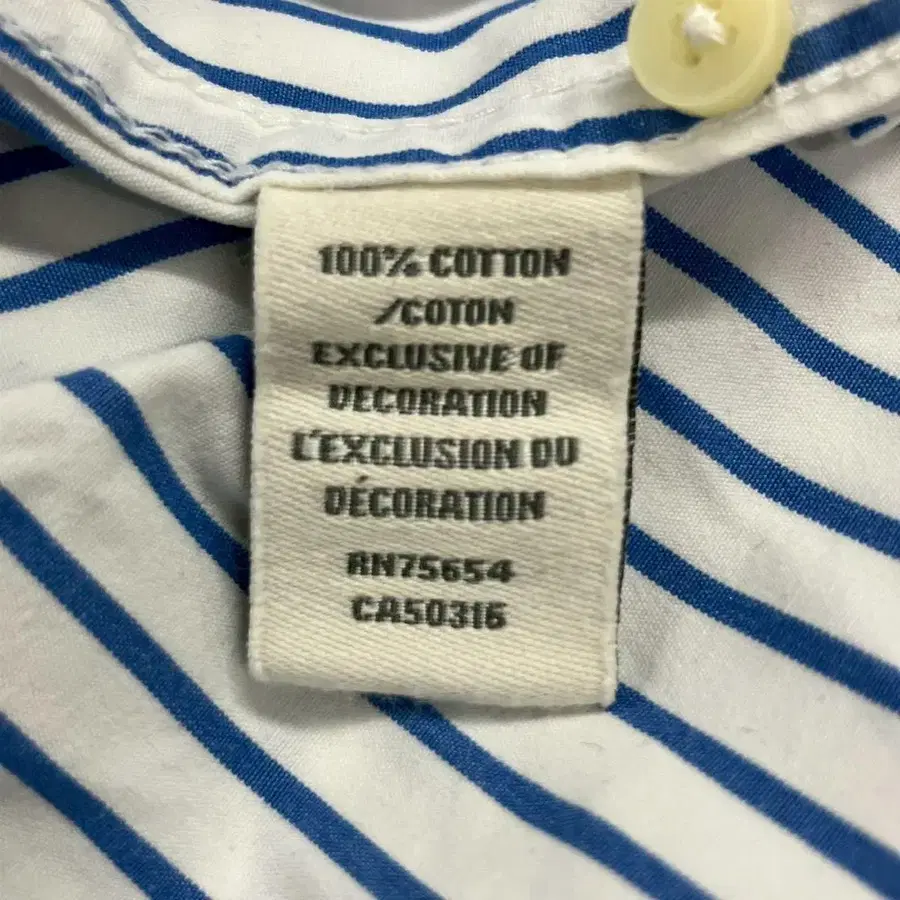 100% COTTON
/COTON
EXCLUSIVE OF
DECORATION
L'EXCLUSION DU
DÉCORATION
RN75654
CA50316